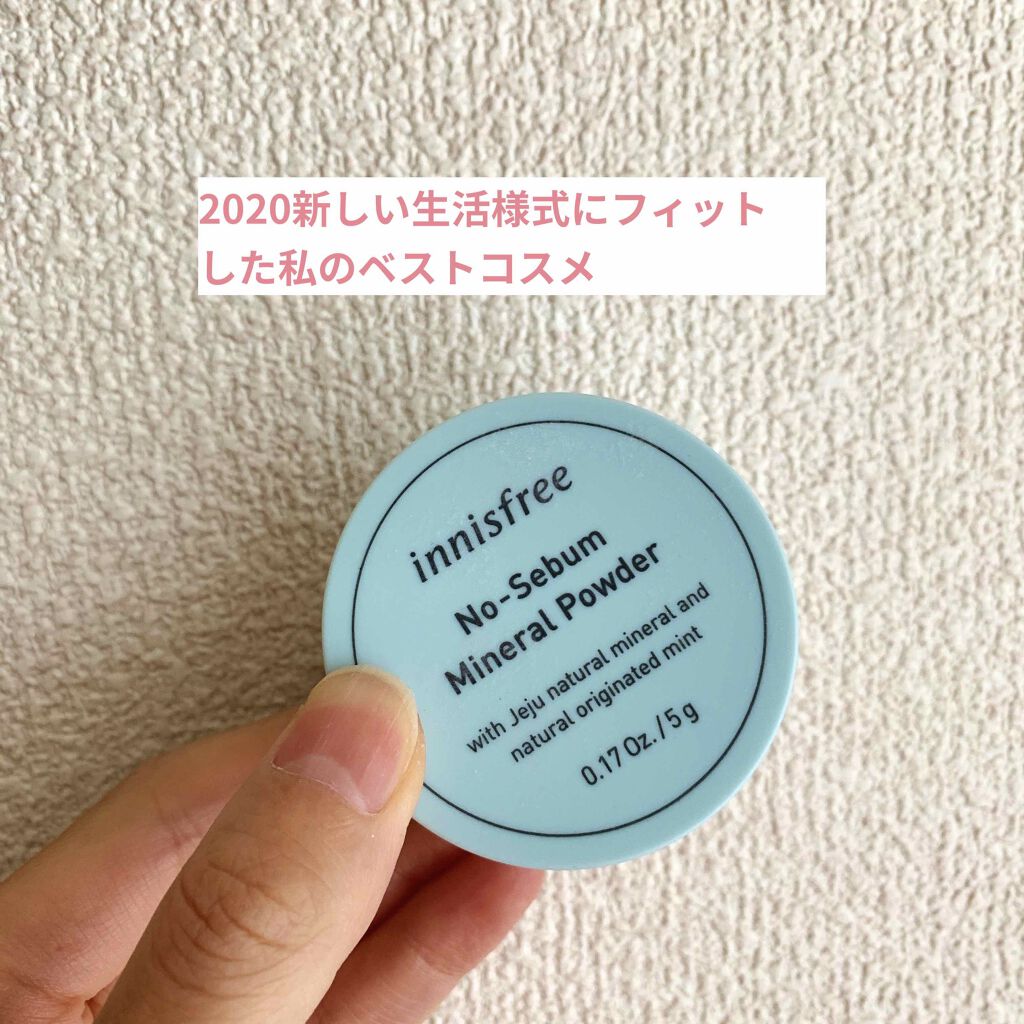 2020新しい生活様式にフィット
した私のベストコスメ
innisfree
No-Sebum
Mineral Powder
with Jeju natural mineral and
natural originated mint
0.17 Oz. / 5 g